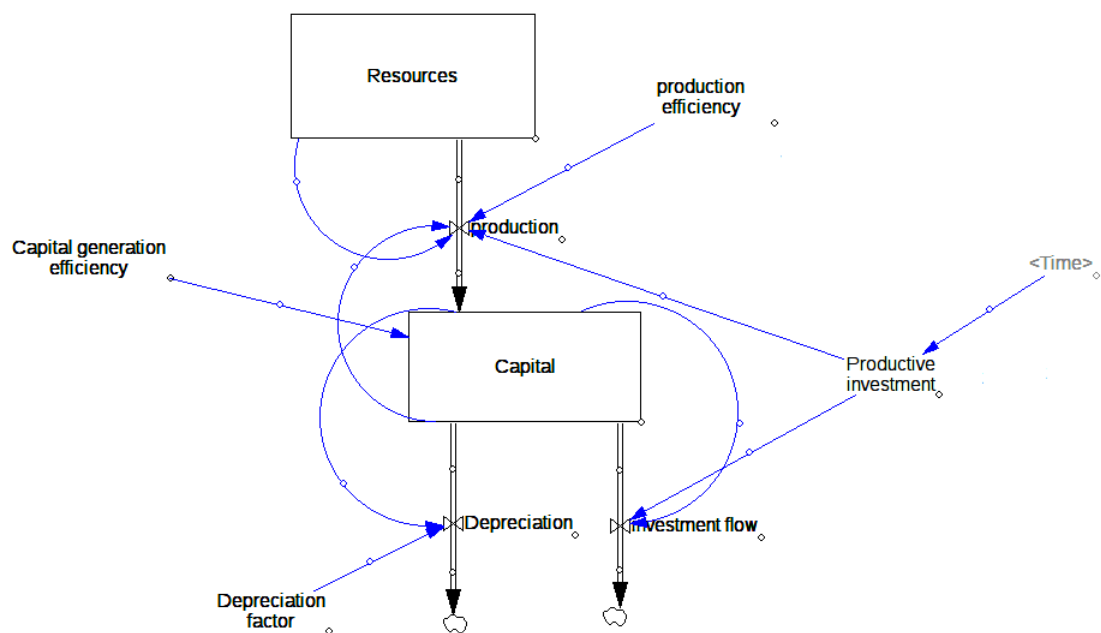 Resources
production
efficiency
production
Capital generation
efficiency
<Time>
Capital
Productive
investment
Depreciation
investment flow
Depreciation
factor